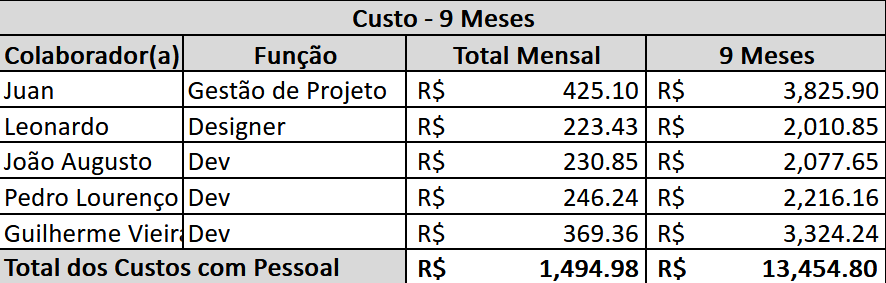 Custo - 9 Meses
Colaborador(a) Função Total Mensal 9 Meses
Juan Gestão de Projeto R$ 425.10 R$ 3,825.90
Leonardo Designer R$ 223.43 R$ 2,010.85
João Augusto Dev R$ 230.85 R$ 2,077.65
Pedro Lourenço Dev R$ 246.24 R$ 2,216.16
Guilherme Vieira Dev R$ 369.36 R$ 3,324.24
Total dos Custos com Pessoal R$ 1,494.98 R$ 13,454.80